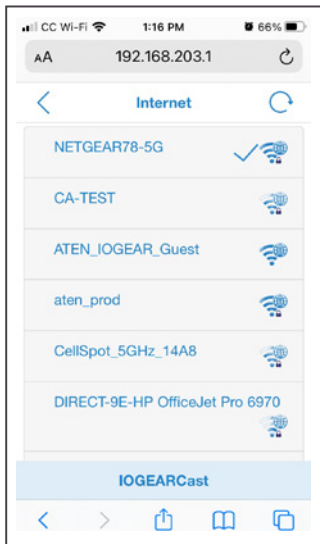 CC Wi-Fi 1:16 PM 66%
AA 192.168.203.1
Internet
NETGEAR78-5G
CA-TEST
ATEN_IOGEAR_Guest
aten_prod
CellSpot_5GHz_14A8
DIRECT-9E-HP OfficeJet Pro 6970
IOGEARCast